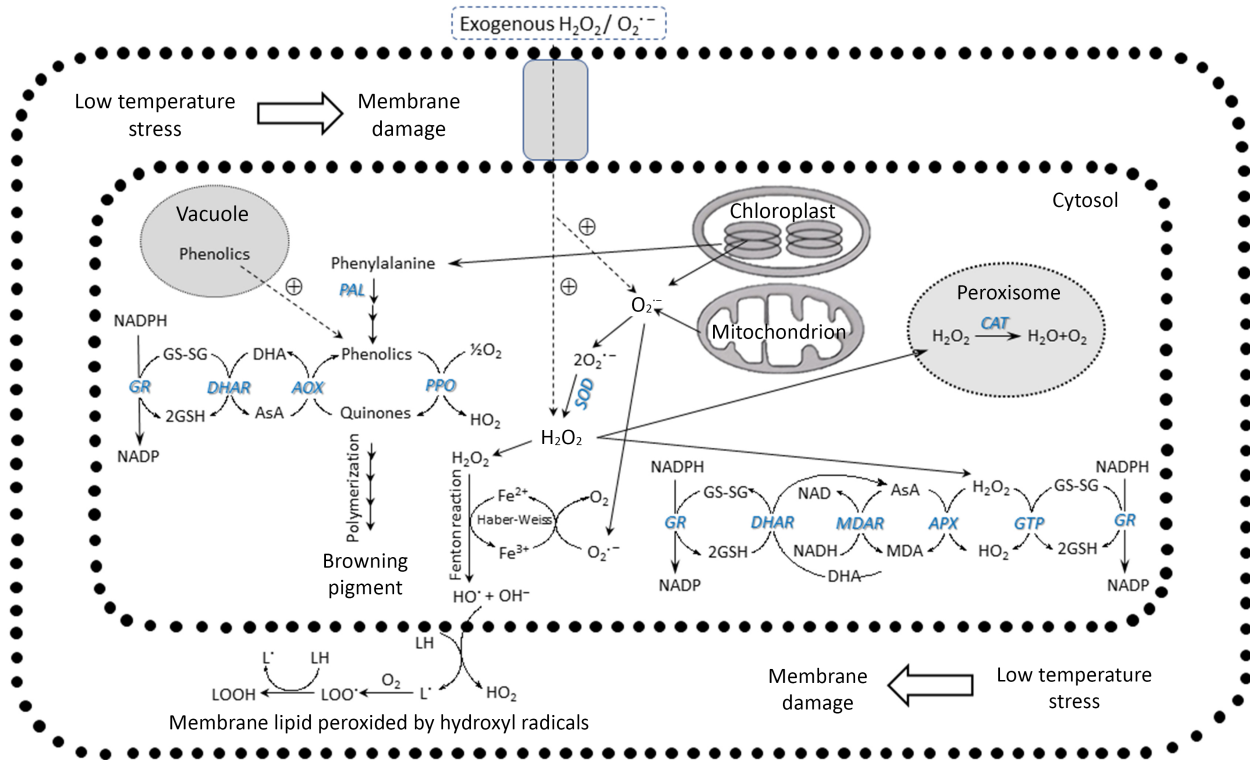 Exogenous H₂O₂/ O₂˙⁻
Low temperature
stress
Membrane
damage
Cytosol
Vacuole
Phenolics
Chloroplast
Phenylalanine
PAL
Mitochondrion
O₂˙⁻
Peroxisome
CAT
H₂O₂
H₂O+O₂
NADPH
GS-SG
DHA
Phenolics
½O₂
2O₂˙⁻
GR
DHAR
AOX
PPO
SOD
2GSH
AsA
Quinones
HO₂
NADP
H₂O₂
Polymerization
Browning
pigment
H₂O₂
Fenton reaction
Fe²⁺
O₂
Haber-Weiss
Fe³⁺
O₂˙⁻
HO˙ + OH⁻
NADPH
GS-SG
NAD
AsA
H₂O₂
GS-SG
NADPH
GR
DHAR
MDAR
APX
GTP
GR
2GSH
NADH
MDA
HO₂
2GSH
DHA
NADP
NADP
LH
L˙
LH
LOOH
LOO˙
O₂
L˙
HO₂
Membrane lipid peroxided by hydroxyl radicals
Membrane
damage
Low temperature
stress